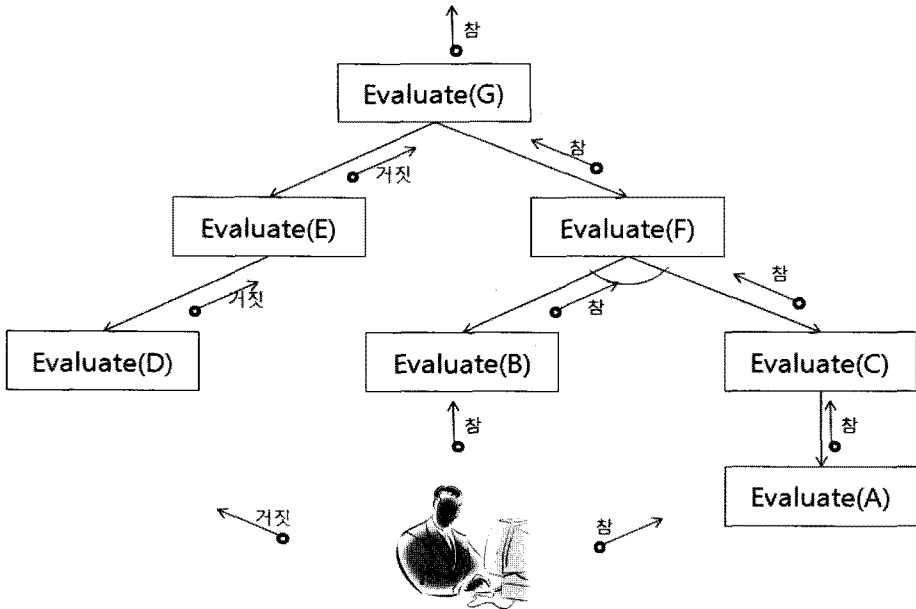 참
Evaluate(G)
거짓
참
Evaluate(E)
Evaluate(F)
거짓
참
참
Evaluate(D)
Evaluate(B)
Evaluate(C)
참
참
Evaluate(A)
거짓
참